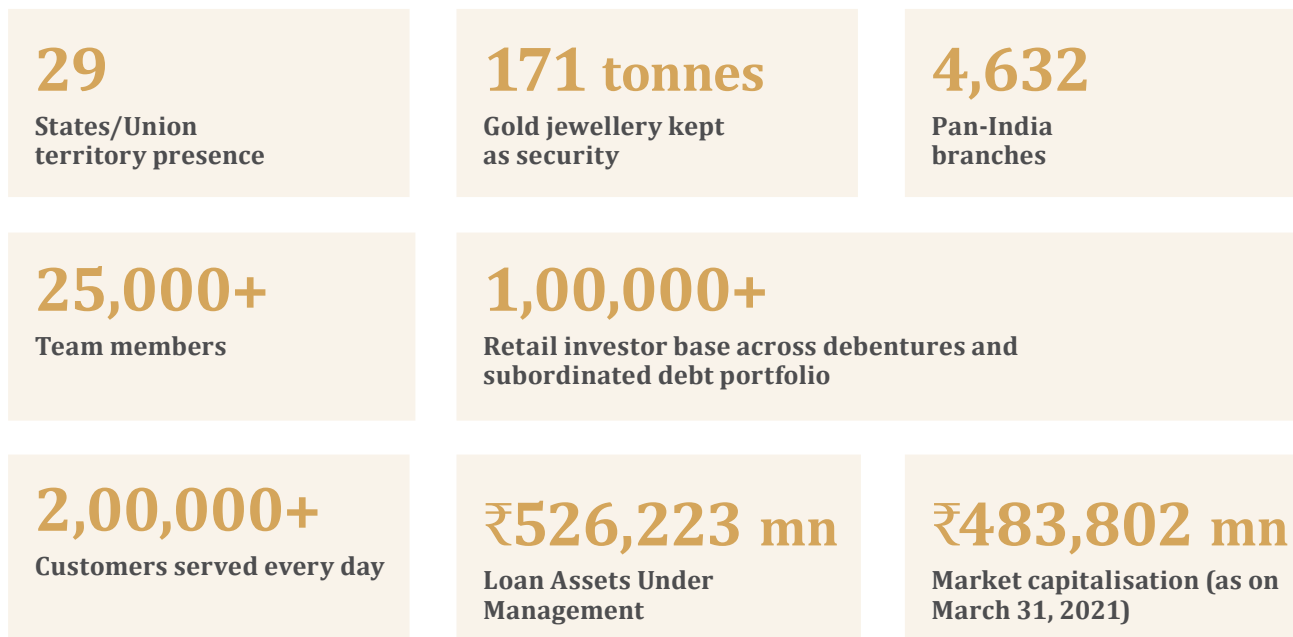 29
States/Union
territory presence
171 tonnes
Gold jewellery kept
as security
4,632
Pan-India
branches
25,000+
Team members
1,00,000+
Retail investor base across debentures and
subordinated debt portfolio
2,00,000+
Customers served every day
₹526,223 mn
Loan Assets Under
Management
₹483,802 mn
Market capitalisation (as on
March 31, 2021)